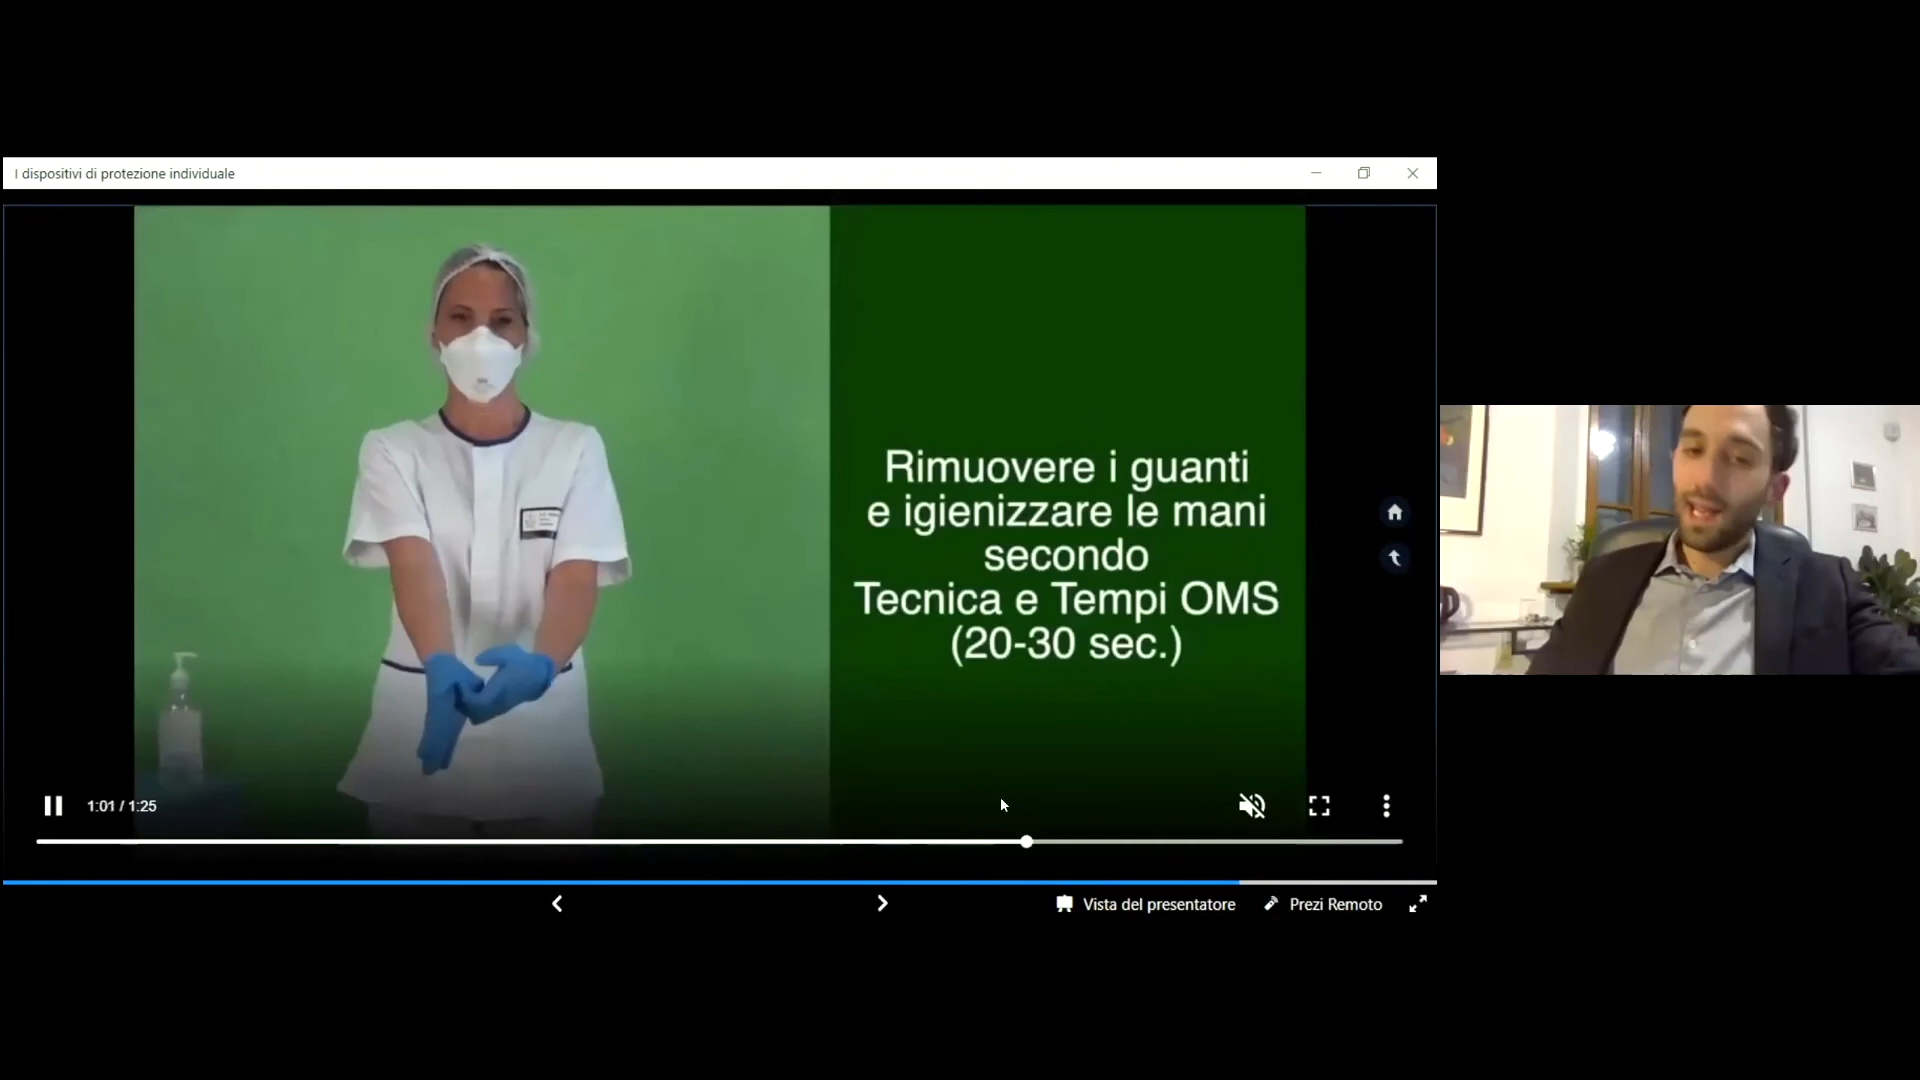 I dispositivi di protezione individuale
Rimuovere i guanti
e igienizzare le mani
secondo
Tecnica e Tempi OMS
(20-30 sec.)
1:01 / 1:25
Vista del presentatore
Prezi Remoto